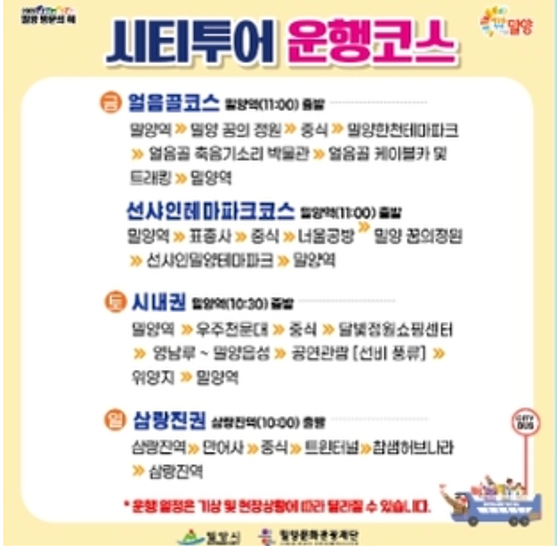 밀양 방문의 해
밀양
시티투어 운행코스
금 얼음골코스 밀양역(11:00) 출발
밀양역 » 밀양 꿈의 정원 » 중식 » 밀양한천테마파크
» 얼음골 축음기소리 박물관 » 얼음골 케이블카 및
트래킹 » 밀양역
선샤인테마파크코스 밀양역(11:00) 출발
밀양역 » 표충사 » 중식 » 너울공방 » 밀양 꿈의정원
» 선샤인밀양테마파크 » 밀양역
토 시내권 밀양역(10:30) 출발
밀양역 » 우주천문대 » 중식 » 달빛정원쇼핑센터
» 영남루 ~ 밀양읍성 » 공연관람 [선비 풍류] »
위양지 » 밀양역
일 삼랑진권 삼랑진역(10:00) 출발
삼랑진역 » 만어사 » 중식 » 트윈터널 » 참샘허브나라
» 삼랑진역
CITY
BUS
* 운행 일정은 기상 및 현장상황에 따라 달라질 수 있습니다.
밀양시 밀양문화관광재단